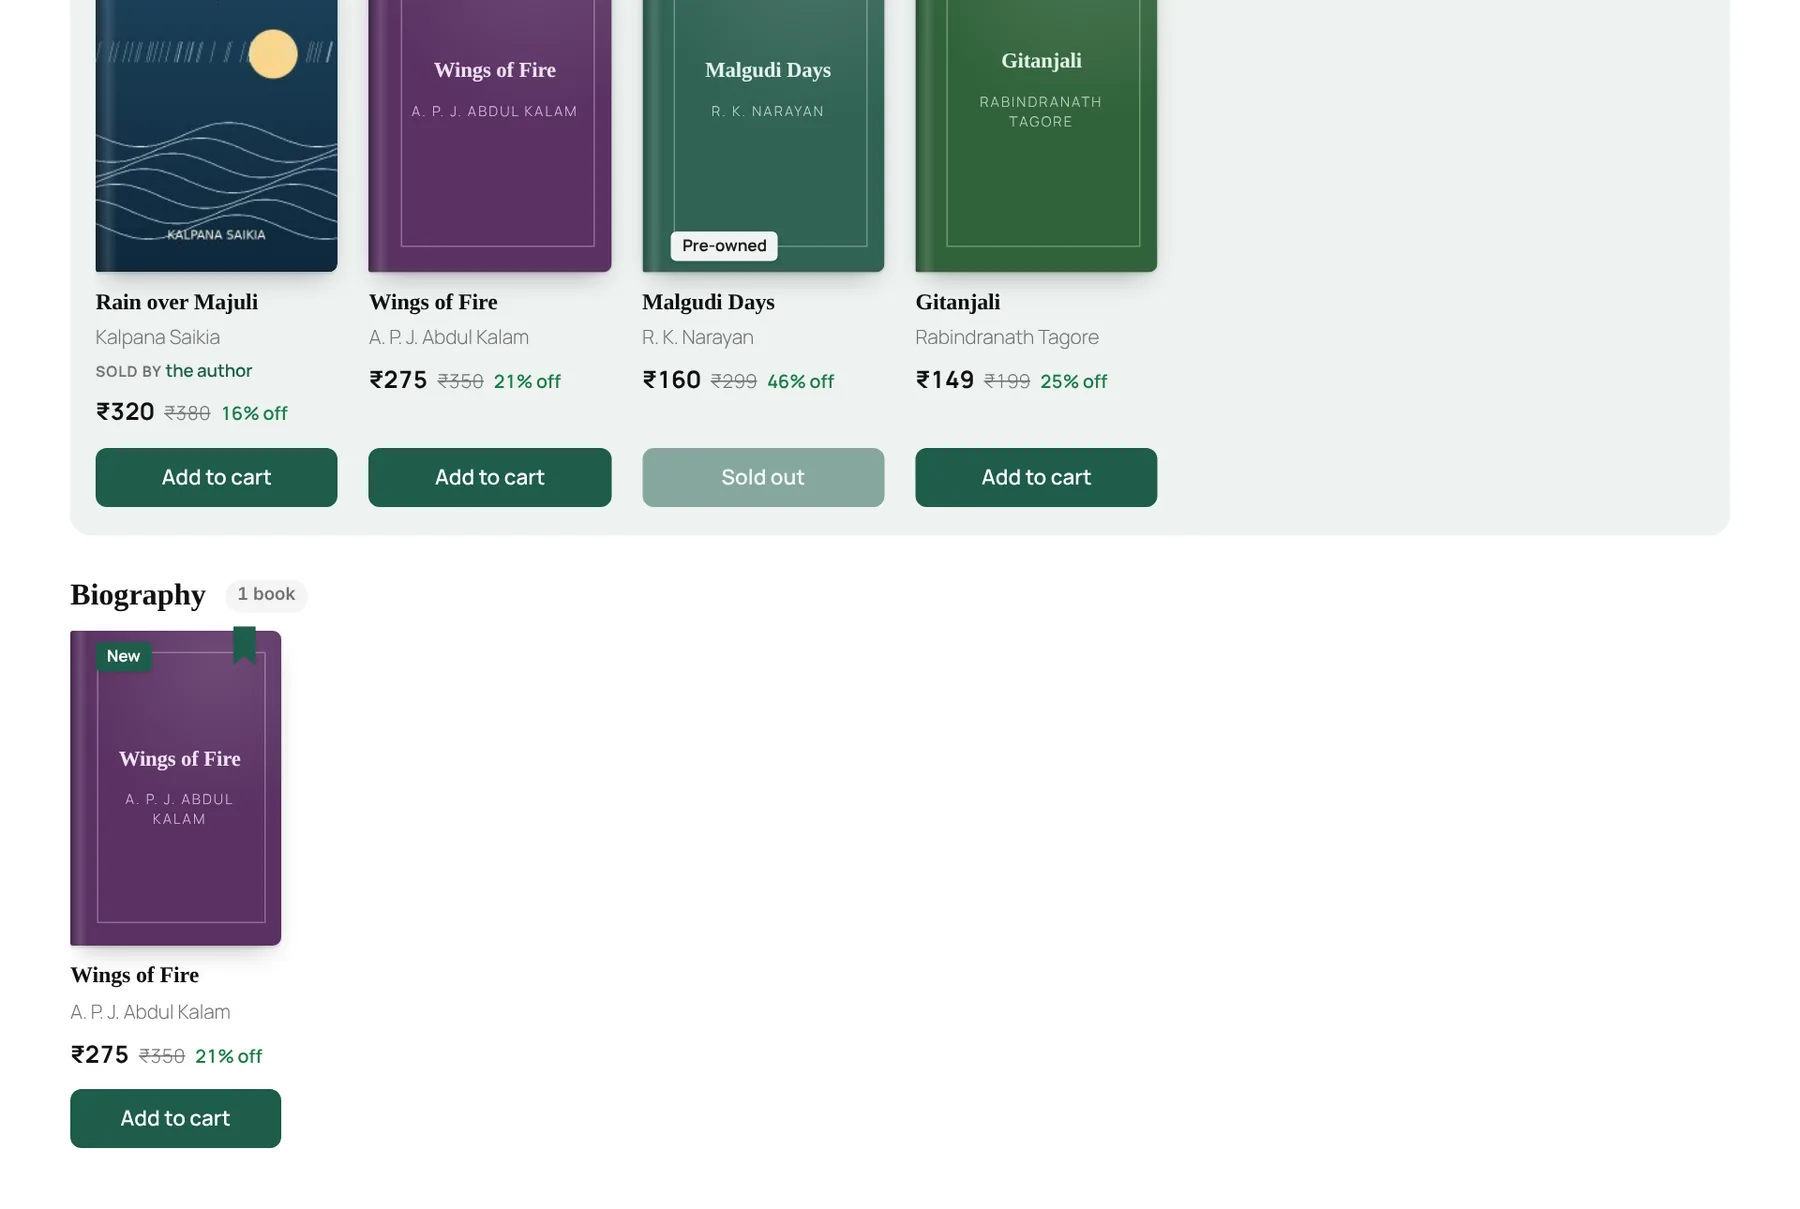 Wings of Fire
A. P. J. ABDUL KALAM
Malgudi Days
R. K. NARAYAN
Gitanjali
RABINDRANATH
TAGORE
KALPANA SAIKIA
Pre-owned
Rain over Majuli
Kalpana Saikia
SOLD BY the author
₹320 ₹380 16% off
Add to cart
Wings of Fire
A. P. J. Abdul Kalam
₹275 ₹350 21% off
Add to cart
Malgudi Days
R. K. Narayan
₹160 ₹299 46% off
Sold out
Gitanjali
Rabindranath Tagore
₹149 ₹199 25% off
Add to cart
Biography 1 book
New
Wings of Fire
A. P. J. ABDUL
KALAM
Wings of Fire
A. P. J. Abdul Kalam
₹275 ₹350 21% off
Add to cart